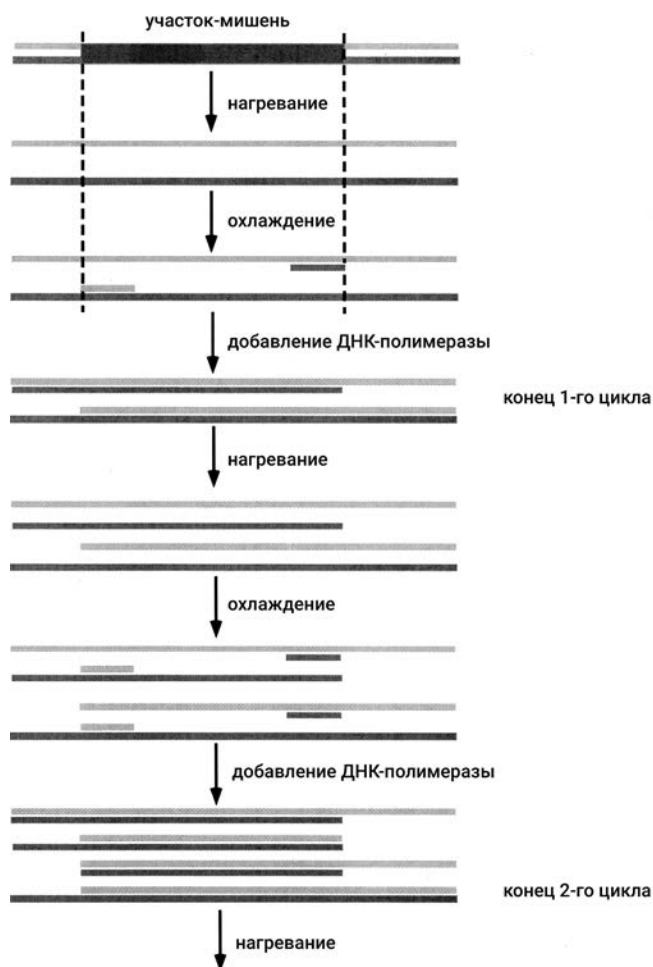 участок-мишень
нагревание
охлаждение
добавление ДНК-полимеразы
конец 1-го цикла
нагревание
охлаждение
добавление ДНК-полимеразы
конец 2-го цикла
нагревание